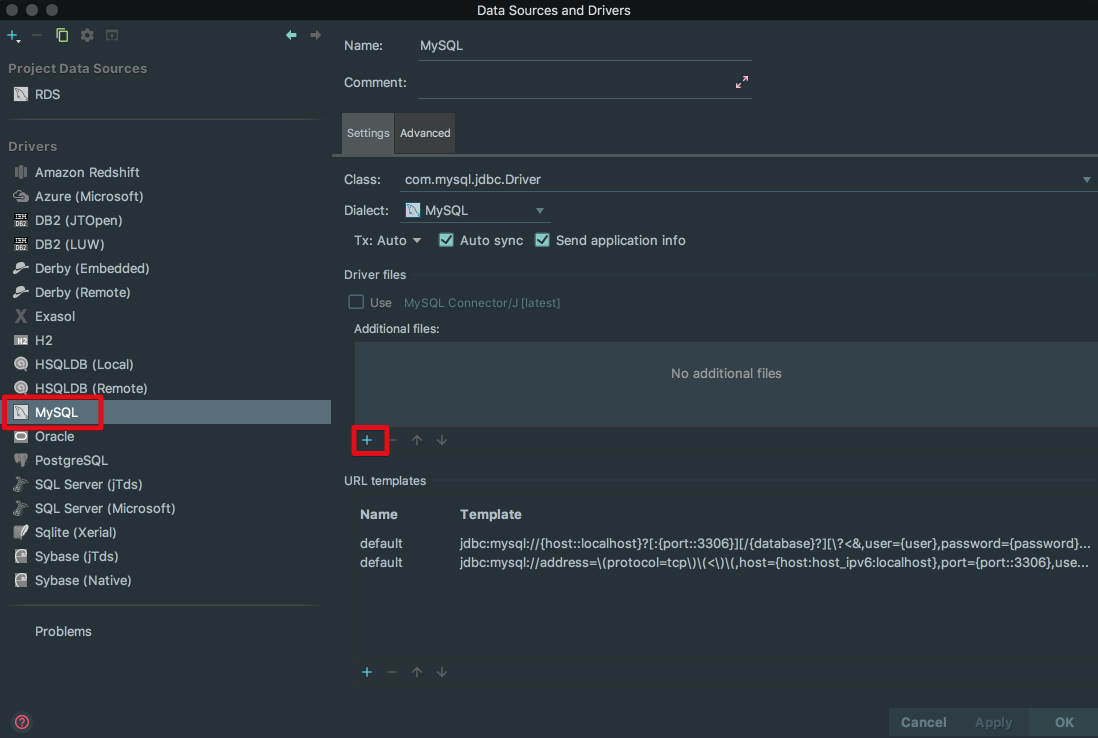 Data Sources and Drivers
Project Data Sources
RDS
Drivers
Amazon Redshift
Azure (Microsoft)
DB2 (JTOpen)
DB2 (LUW)
Derby (Embedded)
Derby (Remote)
Exasol
H2
HSQLDB (Local)
HSQLDB (Remote)
MySQL
Oracle
PostgreSQL
SQL Server (jTds)
SQL Server (Microsoft)
Sqlite (Xerial)
Sybase (jTds)
Sybase (Native)
Problems
Name: MySQL
Comment:
Settings Advanced
Class: com.mysql.jdbc.Driver
Dialect: MySQL
Tx: Auto Auto sync Send application info
Driver files
Use MySQL Connector/J [latest]
Additional files:
No additional files
URL templates
Name Template
default jdbc:mysql://{host::localhost}?[:{port::3306}][/{database}?][\?<&,user={user},password={password}...
default jdbc:mysql://address=\(protocol=tcp\)\(<\)\(,host={host:host_ipv6:localhost},port={port::3306},use...
Cancel Apply OK